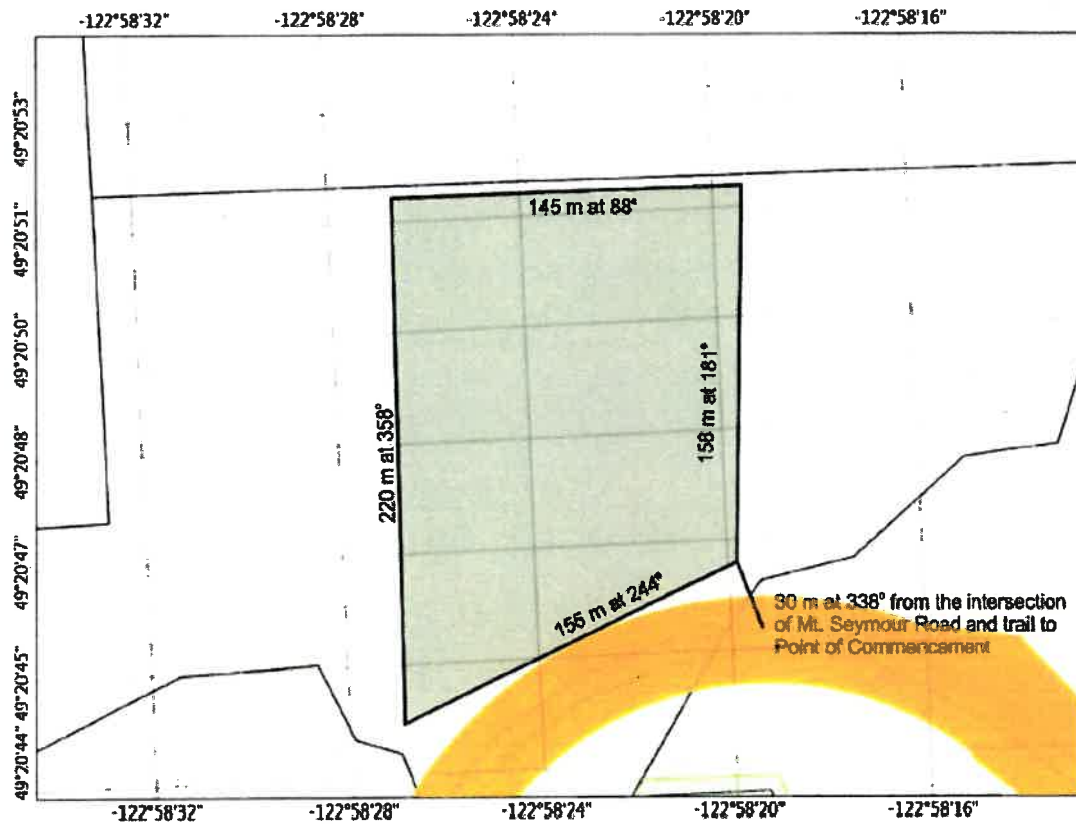 -122°58'32" -122°58'28" -122°58'24" -122°58'20" -122°58'16"
49°20'53"
49°20'51"
49°20'50"
49°20'48"
49°20'47"
49°20'45"
49°20'44"
145 m at 88°
220 m at 358°
158 m at 181°
155 m at 244°
30 m at 338° from the intersection
of Mt. Seymour Road and trail to
Point of Commencement
-122°58'32" -122°58'28" -122°58'24" -122°58'20" -122°58'16"